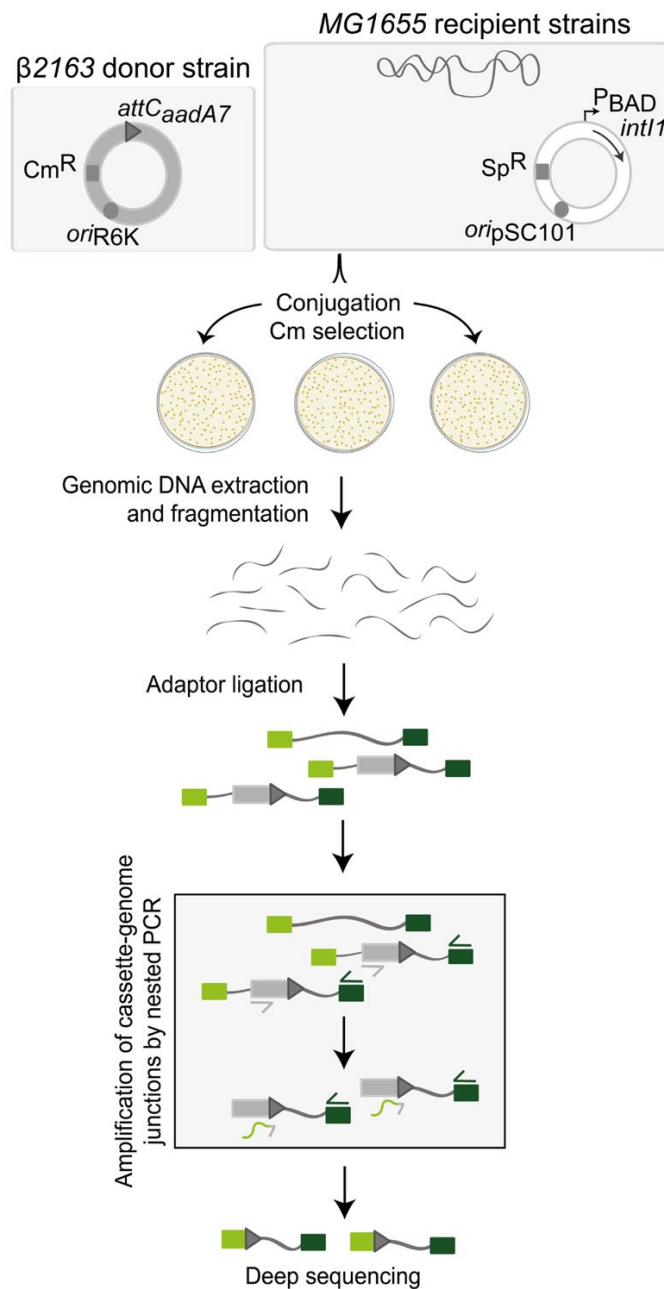 MG1655 recipient strains
β2163 donor strain
attCaadA7
CmR
oriR6K
PBAD
intI1
SpR
oripSC101
Conjugation
Cm selection
Genomic DNA extraction
and fragmentation
Adaptor ligation
Amplification of cassette-genome
junctions by nested PCR
Deep sequencing